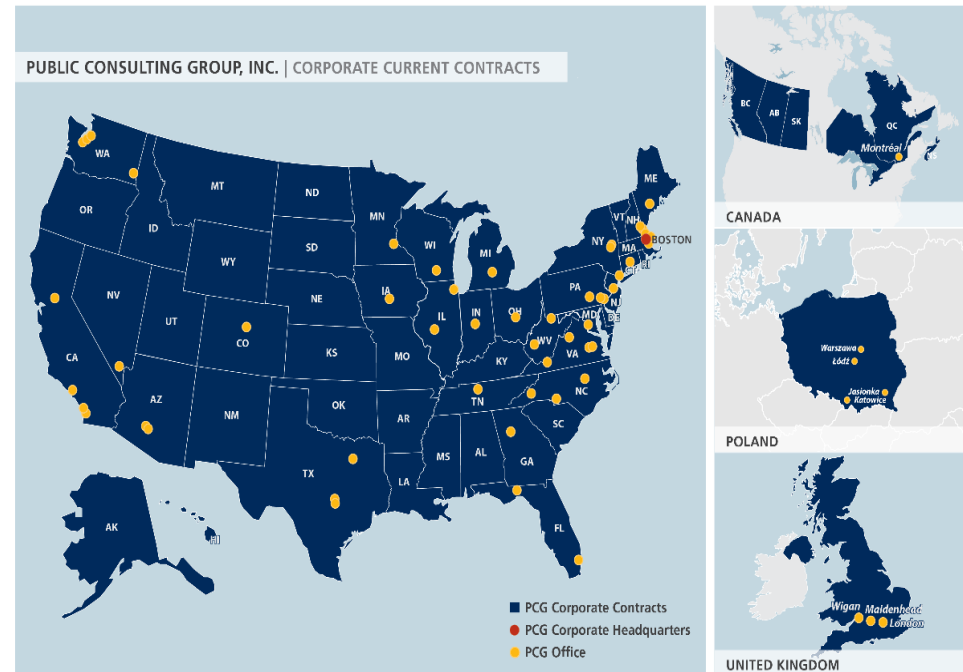 PUBLIC CONSULTING GROUP, INC. | CORPORATE CURRENT CONTRACTS
WA
MT
ND
MN
ME
OR
ID
SD
WI
MI
VT
NH
NY
MA
BOSTON
WY
CT
RI
NV
NE
IA
PA
NJ
UT
CO
IL
IN
OH
MD
DE
CA
KS
MO
WV
VA
KY
AZ
NM
OK
AR
TN
NC
SC
TX
LA
MS
AL
GA
AK
HI
FL
PCG Corporate Contracts
PCG Corporate Headquarters
PCG Office
BC
AB
SK
QC
Montréal
CANADA
Warszawa
Łódź
Jasionka
Katowice
POLAND
Wigan
Maidenhead
London
UNITED KINGDOM